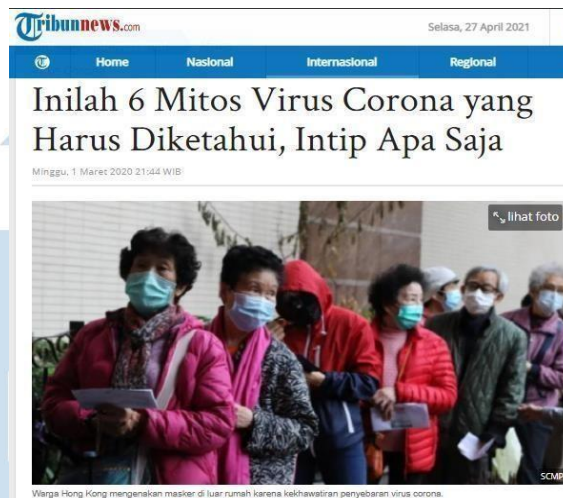 Tribunnews.com
Selasa, 27 April 2021
Home Nasional Internasional Regional
Inilah 6 Mitos Virus Corona yang
Harus Diketahui, Intip Apa Saja
Minggu, 1 Maret 2020 21:44 WIB
lihat foto
SCMP
Warga Hong Kong mengenakan masker di luar rumah karena kekhawatiran penyebaran virus corona.